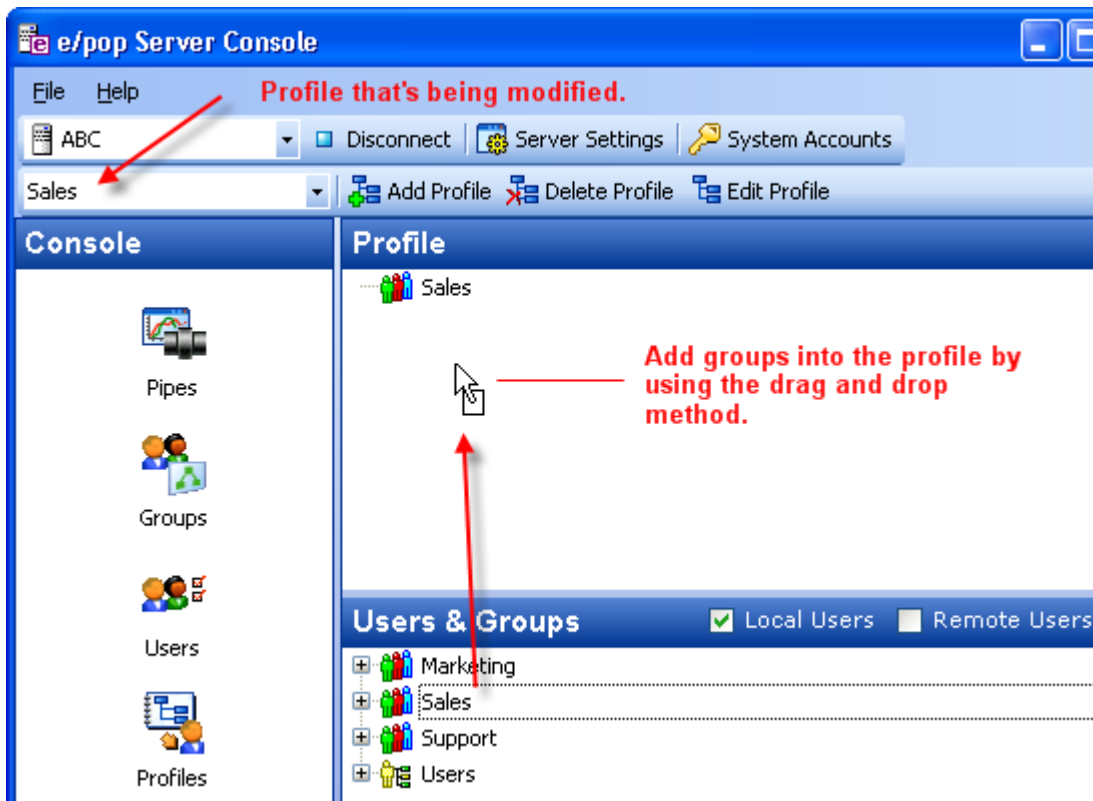 e/pop Server Console
File Help
Profile that's being modified.
ABC Disconnect Server Settings System Accounts
Sales Add Profile Delete Profile Edit Profile
Console
Profile
Sales
Add groups into the profile by
using the drag and drop
method.
Pipes
Groups
Users
Profiles
Users & Groups Local Users Remote Users
Marketing
Sales
Support
Users